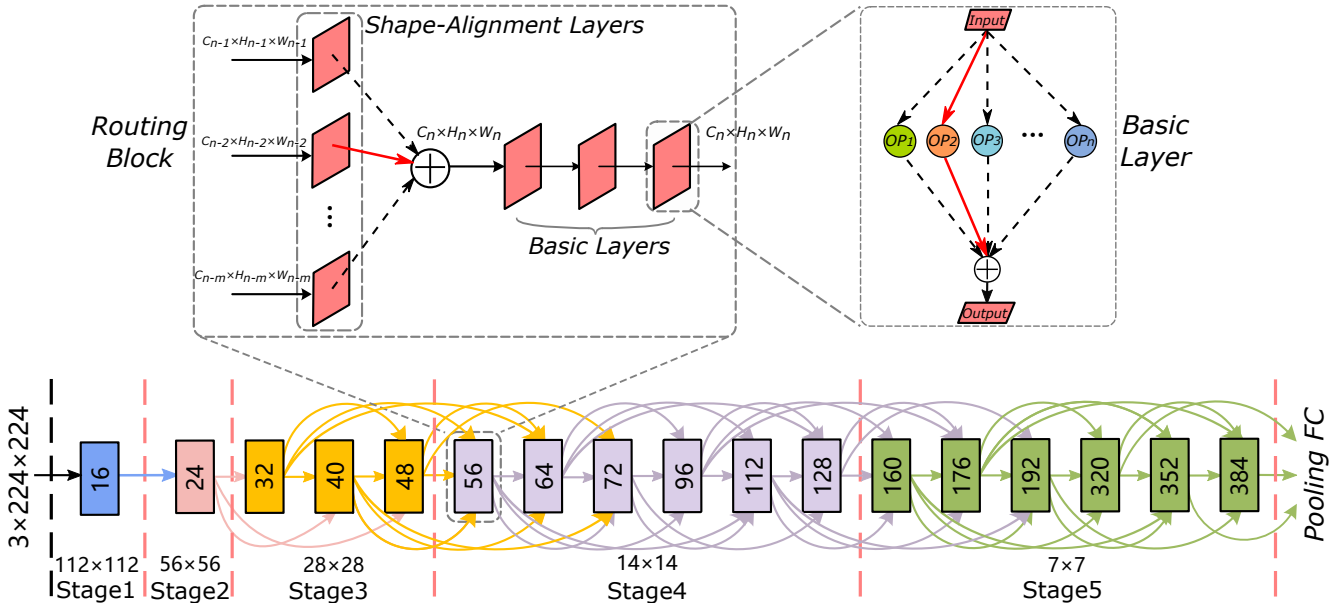 Shape-Alignment Layers
Routing
Block
Cn-1×Hn-1×Wn-1
Cn-2×Hn-2×Wn-2
...
Cn-m×Hn-m×Wn-m
Cn×Hn×Wn
Cn×Hn×Wn
Basic Layers
Input
OP1
OP2
OP3
...
OPn
Output
Basic
Layer
3×224×224
16
24
32
40
48
56
64
72
96
112
128
160
176
192
320
352
384
Pooling FC
112×112
Stage1
56×56
Stage2
28×28
Stage3
14×14
Stage4
7×7
Stage5